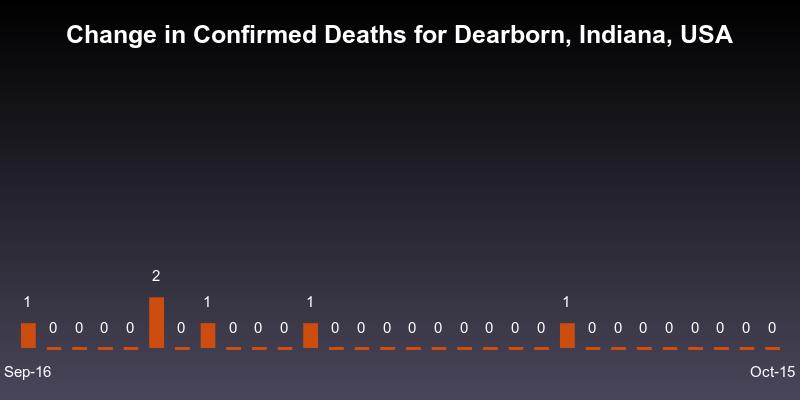 Change in Confirmed Deaths for Dearborn, Indiana, USA
2
1 1 1 1
0 0 0 0 0 0 0 0 0 0 0 0 0 0 0 0 0 0 0 0 0 0 0 0 0
Sep-16 Oct-15